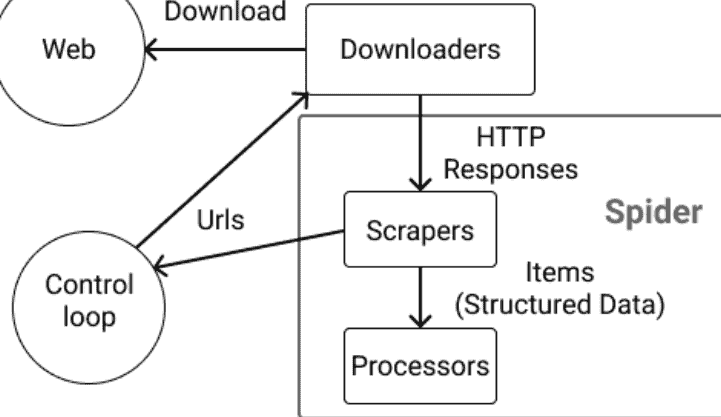 Download
Web
Downloaders
HTTP
Responses
Urls
Scrapers
Spider
Control
loop
Items
(Structured Data)
Processors